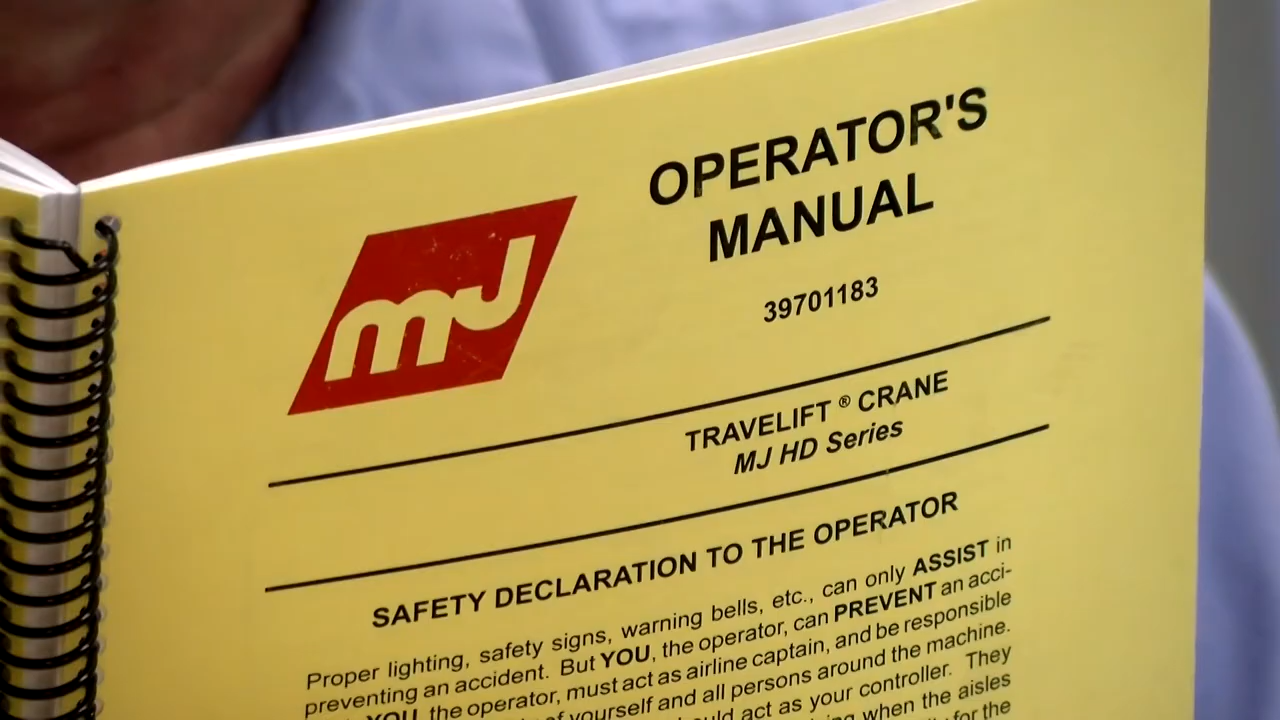 OPERATOR'S
MANUAL
mJ
39701183
TRAVELIFT ® CRANE
MJ HD Series
SAFETY DECLARATION TO THE OPERATOR
Proper lighting, safety signs, warning bells, etc., can only ASSIST in
preventing an accident. But YOU, the operator, can PREVENT an acci-
YOU, the operator, must act as airline captain, and be responsible
of yourself and all persons around the machine.
act as your controller. They
when the aisles
for the